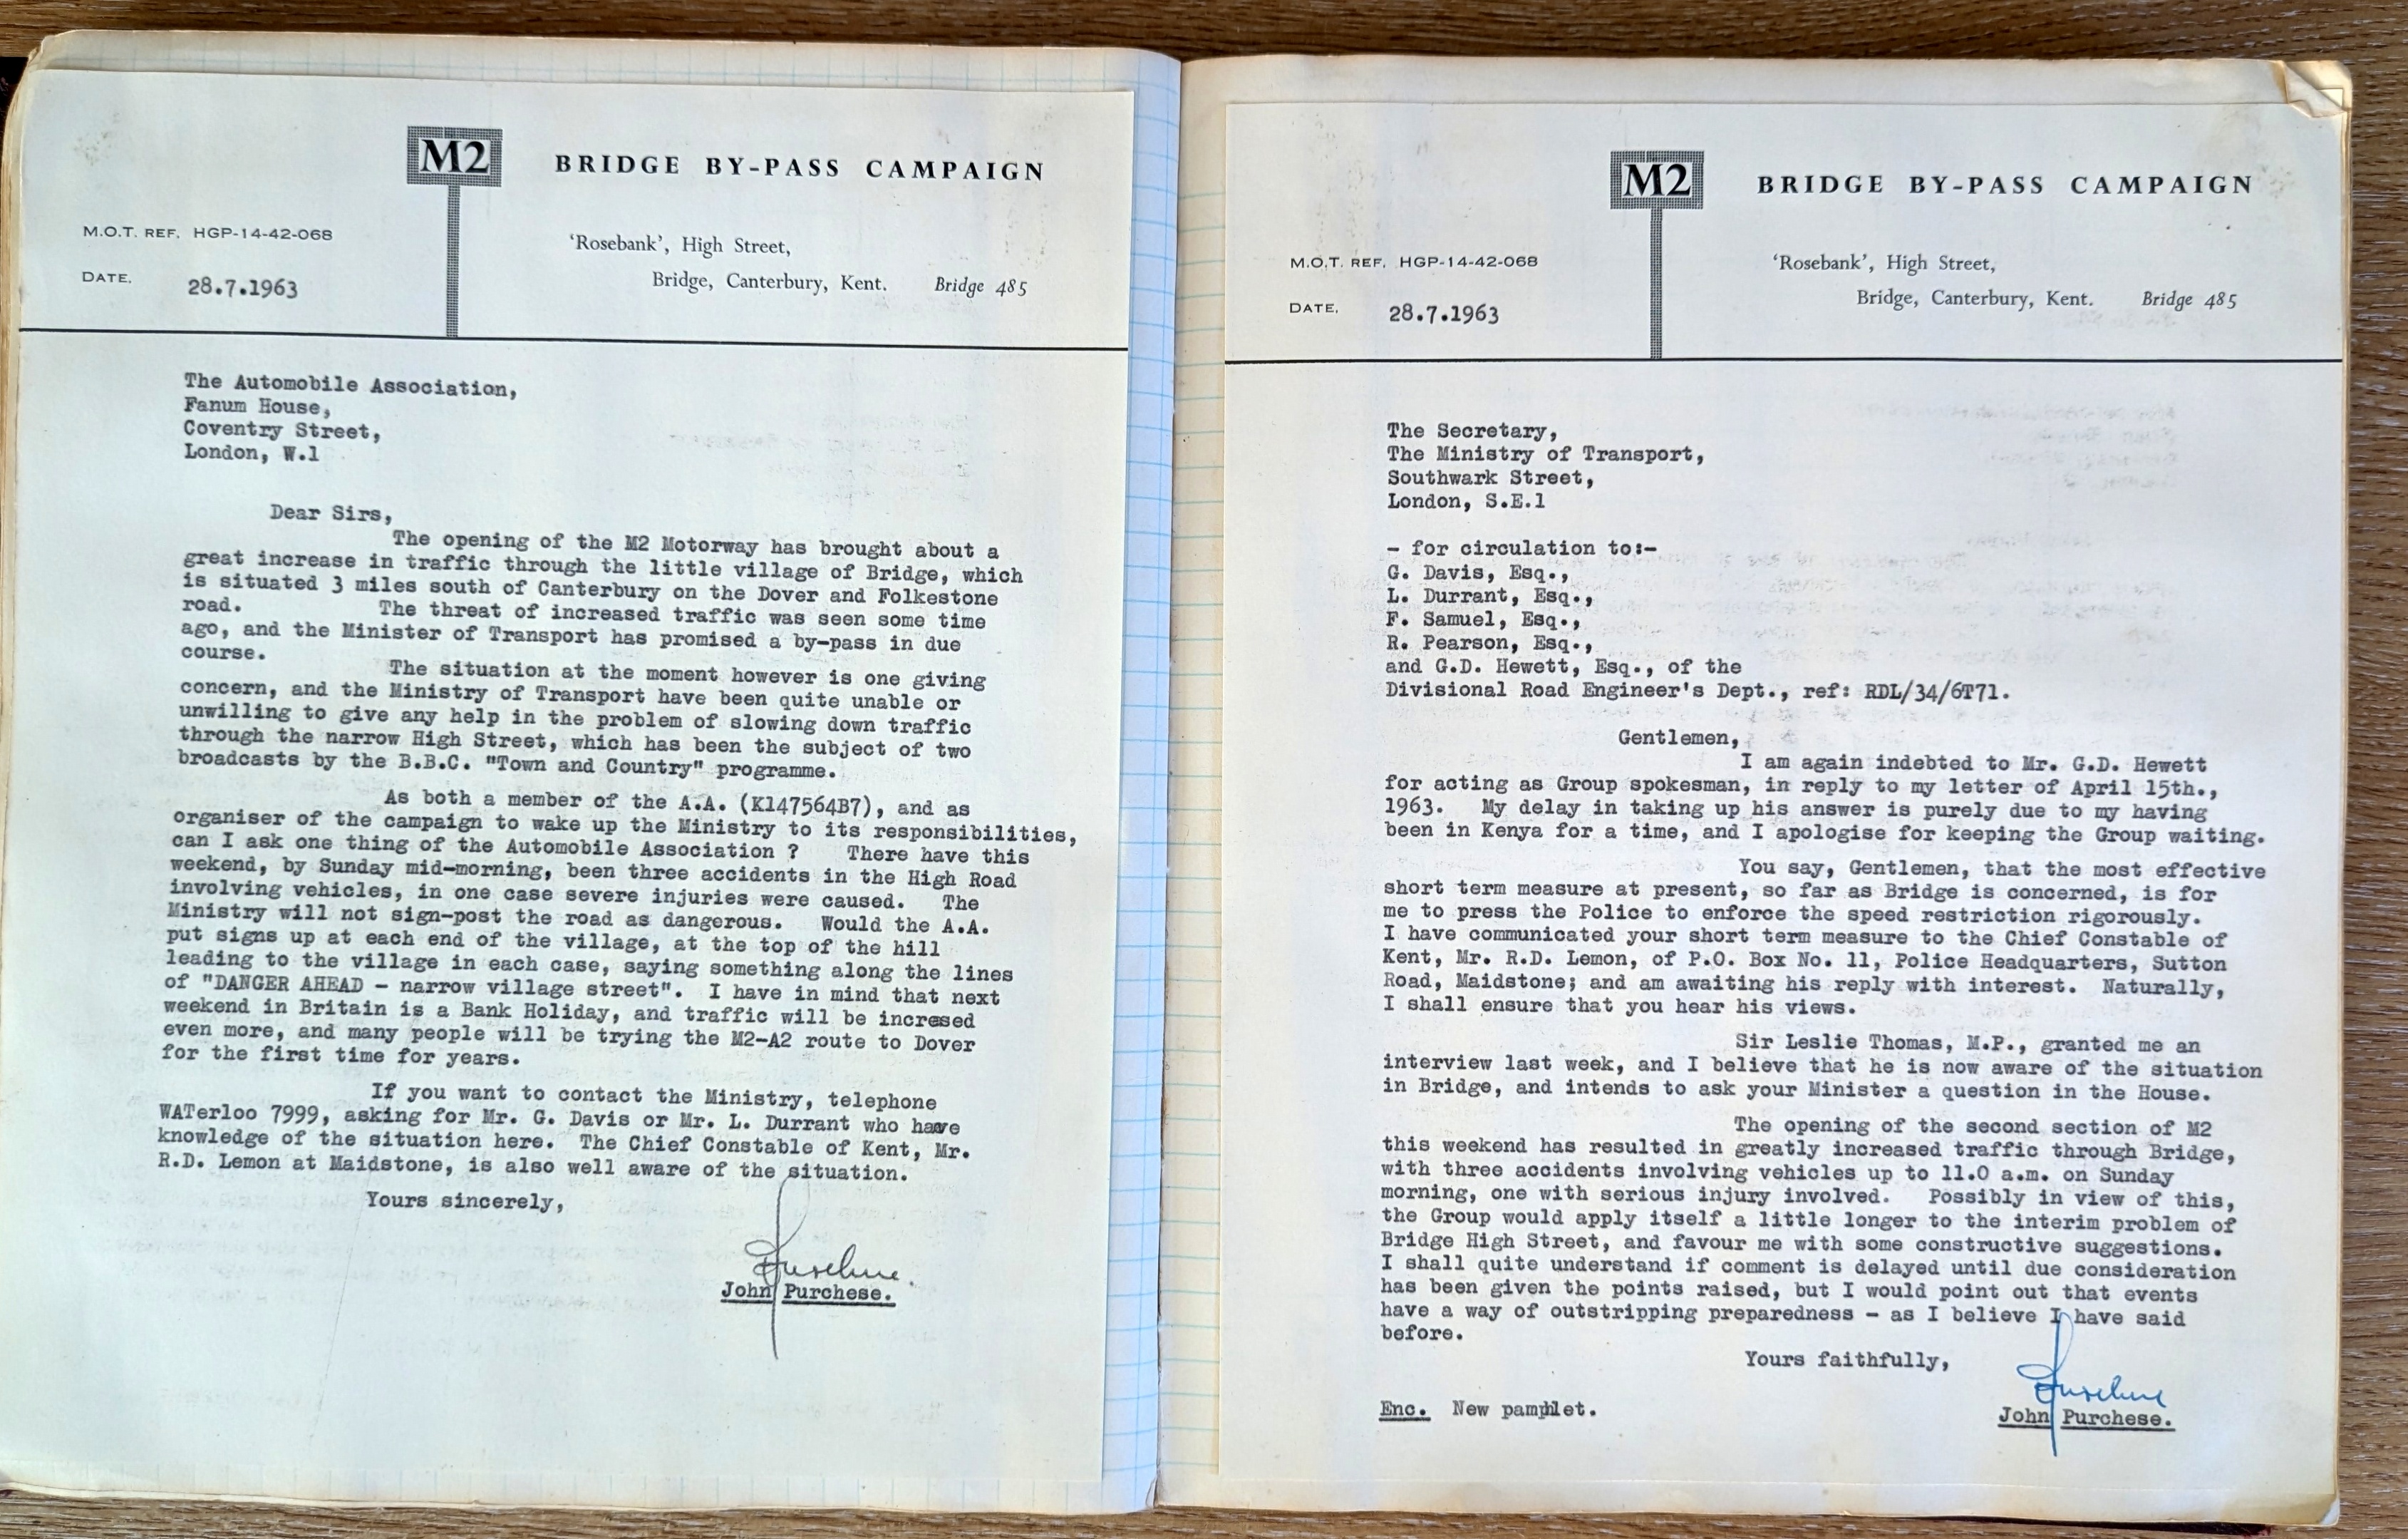 M2
BRIDGE BY-PASS CAMPAIGN
M.O.T. REF. HGP-14-42-068
DATE. 28.7.1963
'Rosebank', High Street,
Bridge, Canterbury, Kent. Bridge 485
The Automobile Association,
Fanum House,
Coventry Street,
London, W.1
Dear Sirs,
The opening of the M2 Motorway has brought about a
great increase in traffic through the little village of Bridge, which
is situated 3 miles south of Canterbury on the Dover and Folkestone
road. The threat of increased traffic was seen some time
ago, and the Minister of Transport has promised a by-pass in due
course.
The situation at the moment however is one giving
concern, and the Ministry of Transport have been quite unable or
unwilling to give any help in the problem of slowing down traffic
through the narrow High Street, which has been the subject of two
broadcasts by the B.B.C. "Town and Country" programme.
As both a member of the A.A. (K147564B7), and as
organiser of the campaign to wake up the Ministry to its responsibilities,
can I ask one thing of the Automobile Association ? There have this
weekend, by Sunday mid-morning, been three accidents in the High Road
involving vehicles, in one case severe injuries were caused. The
Ministry will not sign-post the road as dangerous. Would the A.A.
put signs up at each end of the village, at the top of the hill
leading to the village in each case, saying something along the lines
of "DANGER AHEAD - narrow village street". I have in mind that next
weekend in Britain is a Bank Holiday, and traffic will be incresed
even more, and many people will be trying the M2-A2 route to Dover
for the first time for years.
If you want to contact the Ministry, telephone
WATerloo 7999, asking for Mr. G. Davis or Mr. L. Durrant who have
knowledge of the situation here. The Chief Constable of Kent, Mr.
R.D. Lemon at Maidstone, is also well aware of the situation.
Yours sincerely,
John Purchese.
M2
BRIDGE BY-PASS CAMPAIGN
M.O.T. REF. HGP-14-42-068
DATE. 28.7.1963
'Rosebank', High Street,
Bridge, Canterbury, Kent. Bridge 485
The Secretary,
The Ministry of Transport,
Southwark Street,
London, S.E.1
- for circulation to:-
G. Davis, Esq.,
L. Durrant, Esq.,
F. Samuel, Esq.,
R. Pearson, Esq.,
and G.D. Hewett, Esq., of the
Divisional Road Engineer's Dept., ref: RDL/34/6T71.
Gentlemen,
I am again indebted to Mr. G.D. Hewett
for acting as Group spokesman, in reply to my letter of April 15th.,
1963. My delay in taking up his answer is purely due to my having
been in Kenya for a time, and I apologise for keeping the Group waiting.
You say, Gentlemen, that the most effective
short term measure at present, so far as Bridge is concerned, is for
me to press the Police to enforce the speed restriction rigorously.
I have communicated your short term measure to the Chief Constable of
Kent, Mr. R.D. Lemon, of P.O. Box No. 11, Police Headquarters, Sutton
Road, Maidstone; and am awaiting his reply with interest. Naturally,
I shall ensure that you hear his views.
Sir Leslie Thomas, M.P., granted me an
interview last week, and I believe that he is now aware of the situation
in Bridge, and intends to ask your Minister a question in the House.
The opening of the second section of M2
this weekend has resulted in greatly increased traffic through Bridge,
with three accidents involving vehicles up to 11.0 a.m. on Sunday
morning, one with serious injury involved. Possibly in view of this,
the Group would apply itself a little longer to the interim problem of
Bridge High Street, and favour me with some constructive suggestions.
I shall quite understand if comment is delayed until due consideration
has been given the points raised, but I would point out that events
have a way of outstripping preparedness - as I believe I have said
before.
Yours faithfully,
Enc. New pamphlet.
John Purchese.